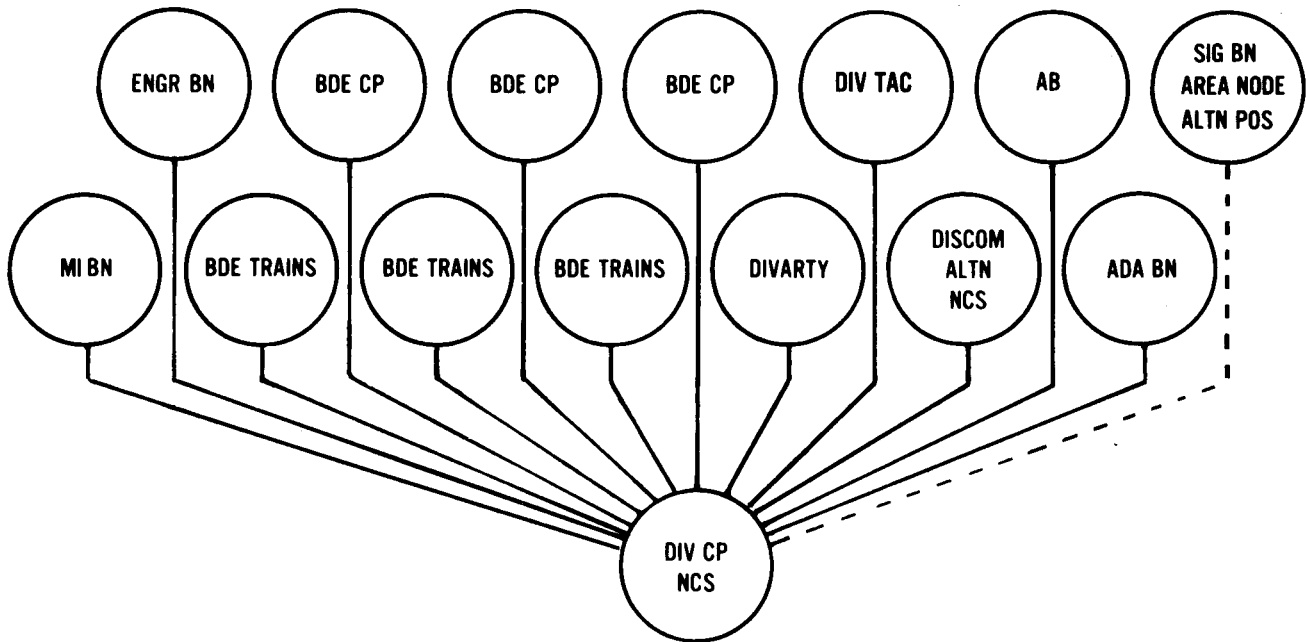 ENGR BN
BDE CP
BDE CP
BDE CP
DIV TAC
AB
SIG BN
AREA NODE
ALTN POS
MI BN
BDE TRAINS
BDE TRAINS
BDE TRAINS
DIVARTY
DISCOM
ALTN
NCS
ADA BN
DIV CP
NCS